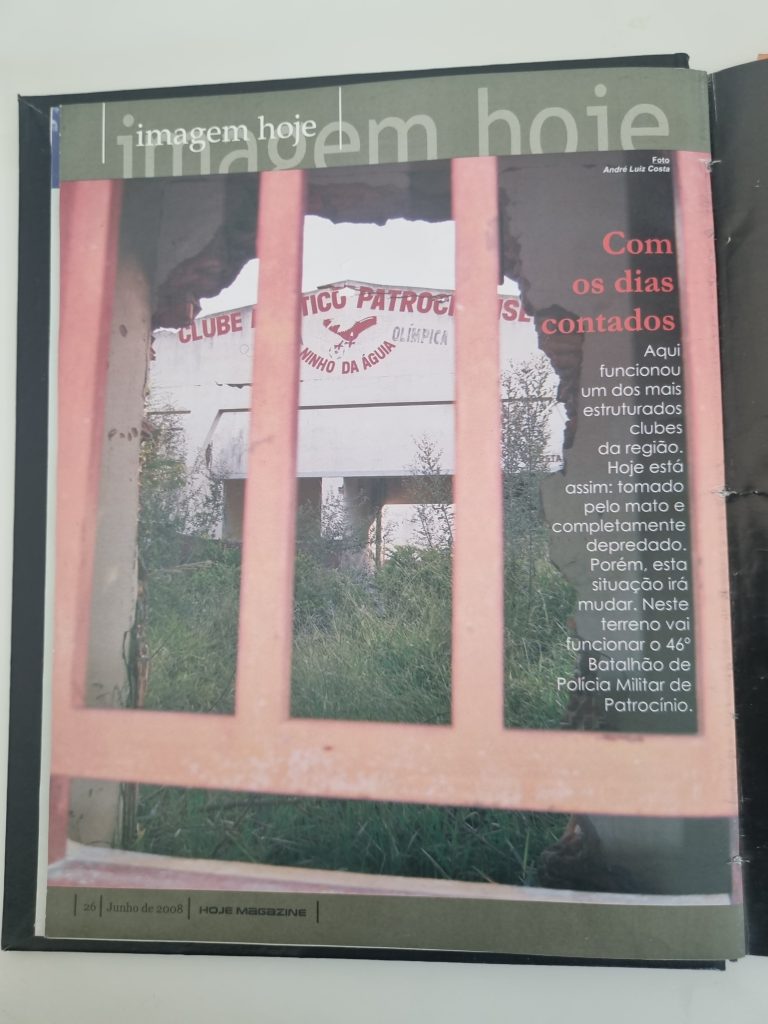 imagem hoje
imagem hoje
Foto
André Luiz Costa
Com
os dias
contados
Aqui
funcionou
um dos mais
estruturados
clubes
da região.
Hoje está
assim: tomado
pelo mato e
completamente
depredado.
Porém, esta
situação irá
mudar. Neste
terreno vai
funcionar o 46º
Batalhão de
Polícia Militar de
Patrocínio.
CLUBE
TICO PATROCI
NSE
OLÍMPICA
NINHO DA ÁGUIA
26 Junho de 2008 HOJE MAGAZINE